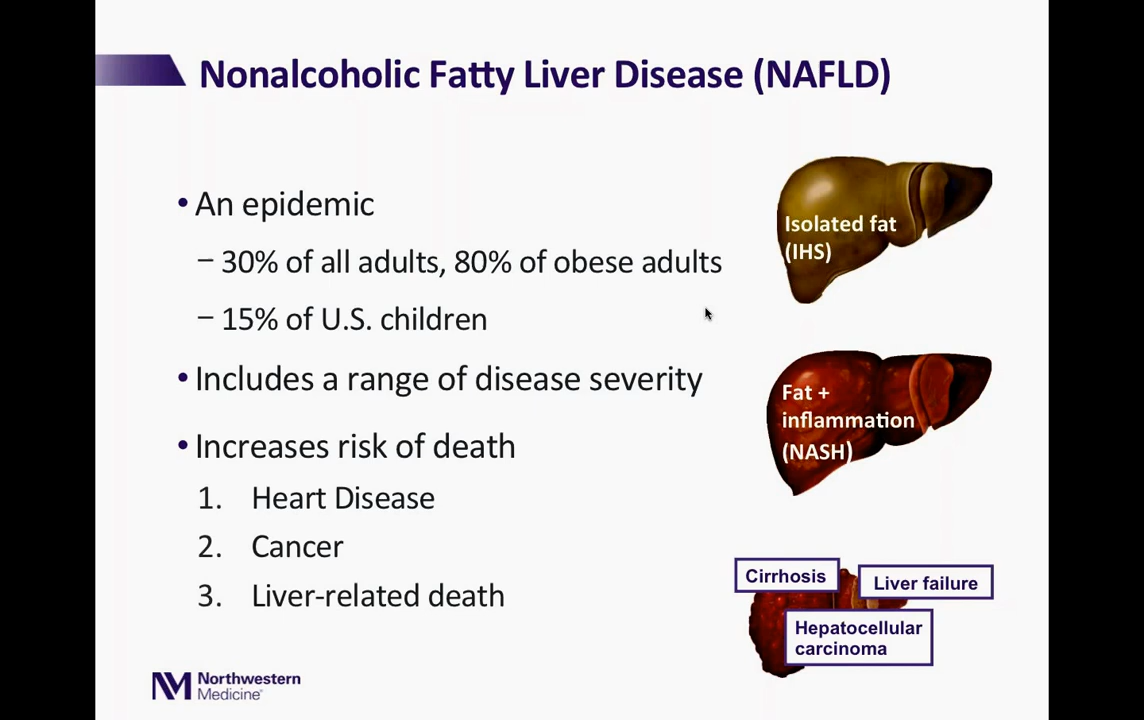 Nonalcoholic Fatty Liver Disease (NAFLD)
• An epidemic
– 30% of all adults, 80% of obese adults
– 15% of U.S. children
• Includes a range of disease severity
• Increases risk of death
1. Heart Disease
2. Cancer
3. Liver-related death
Isolated fat
(IHS)
Fat +
inflammation
(NASH)
Cirrhosis
Liver failure
Hepatocellular
carcinoma
NM Northwestern
Medicine